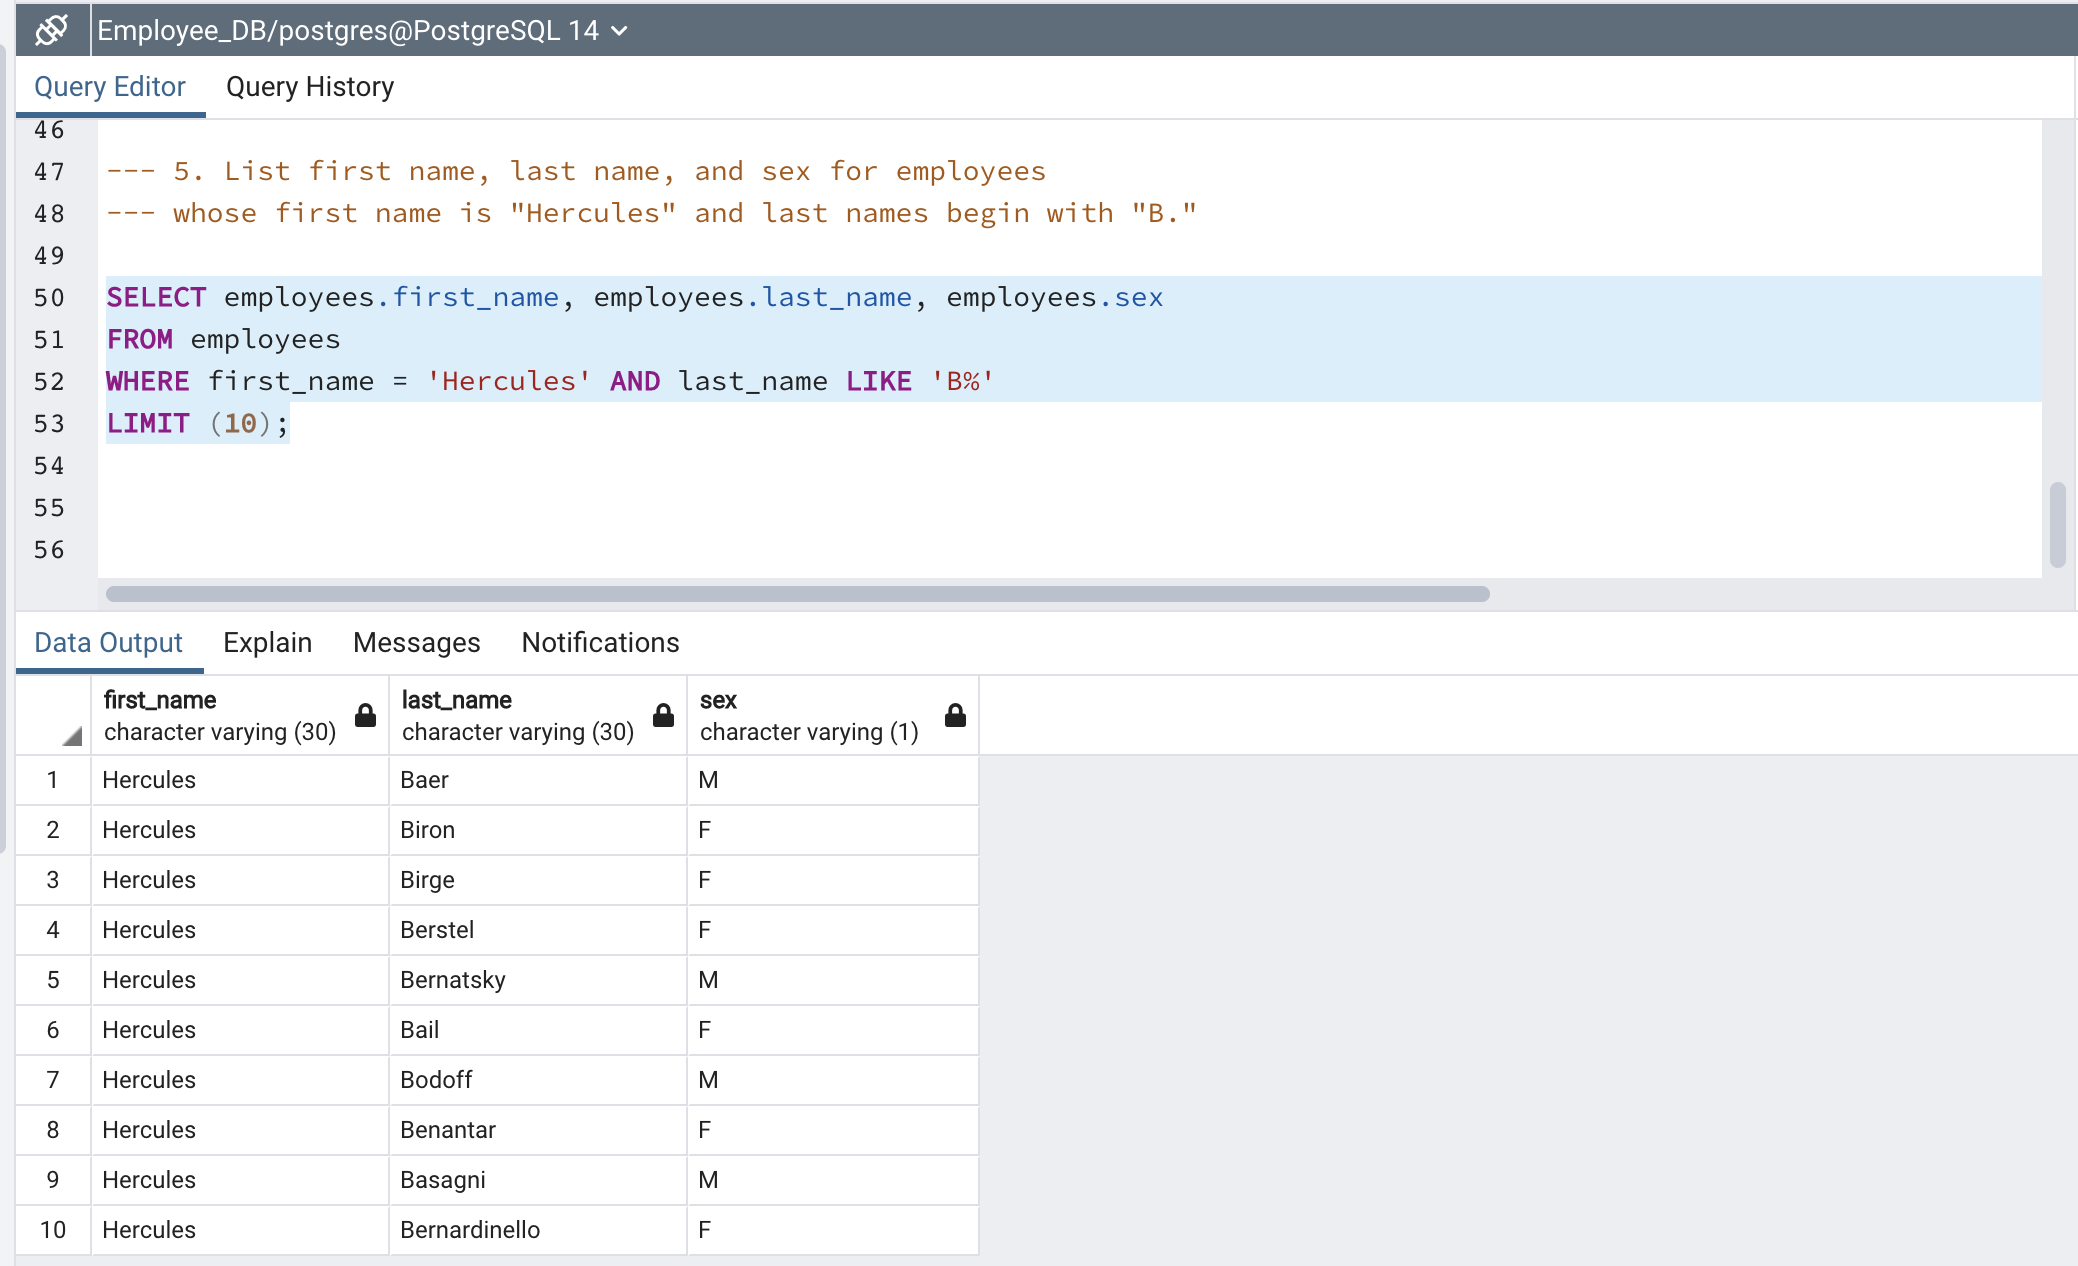 Employee_DB/postgres@PostgreSQL 14
Query Editor Query History
46
47 --- 5. List first name, last name, and sex for employees
48 --- whose first name is "Hercules" and last names begin with "B."
49
50 SELECT employees.first_name, employees.last_name, employees.sex
51 FROM employees
52 WHERE first_name = 'Hercules' AND last_name LIKE 'B%'
53 LIMIT (10);
54
55
56
Data Output Explain Messages Notifications
first_name last_name sex
character varying (30) character varying (30) character varying (1)
1 Hercules Baer M
2 Hercules Biron F
3 Hercules Birge F
4 Hercules Berstel F
5 Hercules Bernatsky M
6 Hercules Bail F
7 Hercules Bodoff M
8 Hercules Benantar F
9 Hercules Basagni M
10 Hercules Bernardinello F